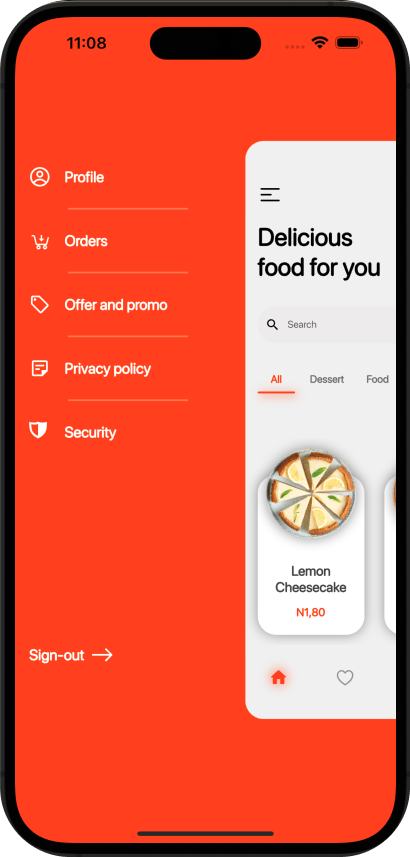 11:08
Profile
Orders
Offer and promo
Privacy policy
Security
Sign-out
Delicious
food for you
Search
All Dessert Food
Lemon
Cheesecake
N1,80